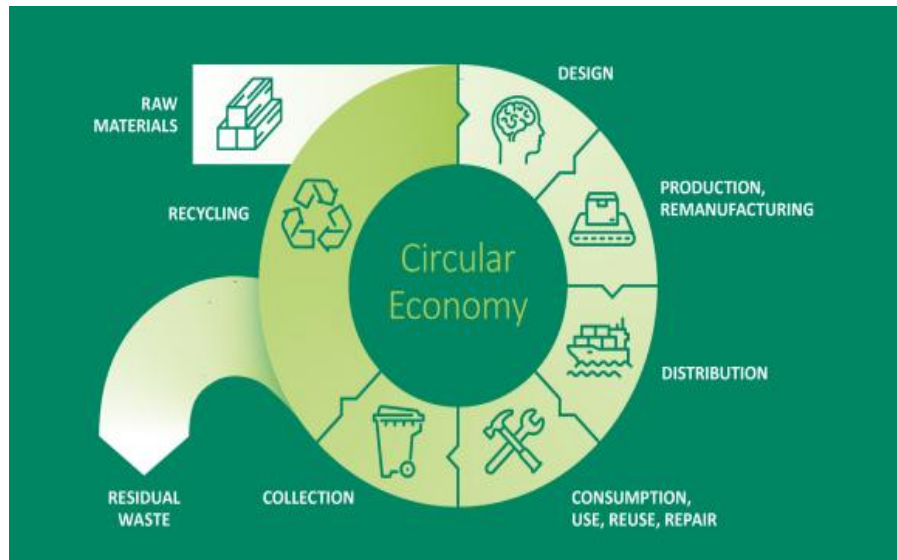 DESIGN
RAW
MATERIALS
PRODUCTION,
REMANUFACTURING
RECYCLING
Circular
Economy
DISTRIBUTION
RESIDUAL
WASTE
COLLECTION
CONSUMPTION,
USE, REUSE, REPAIR